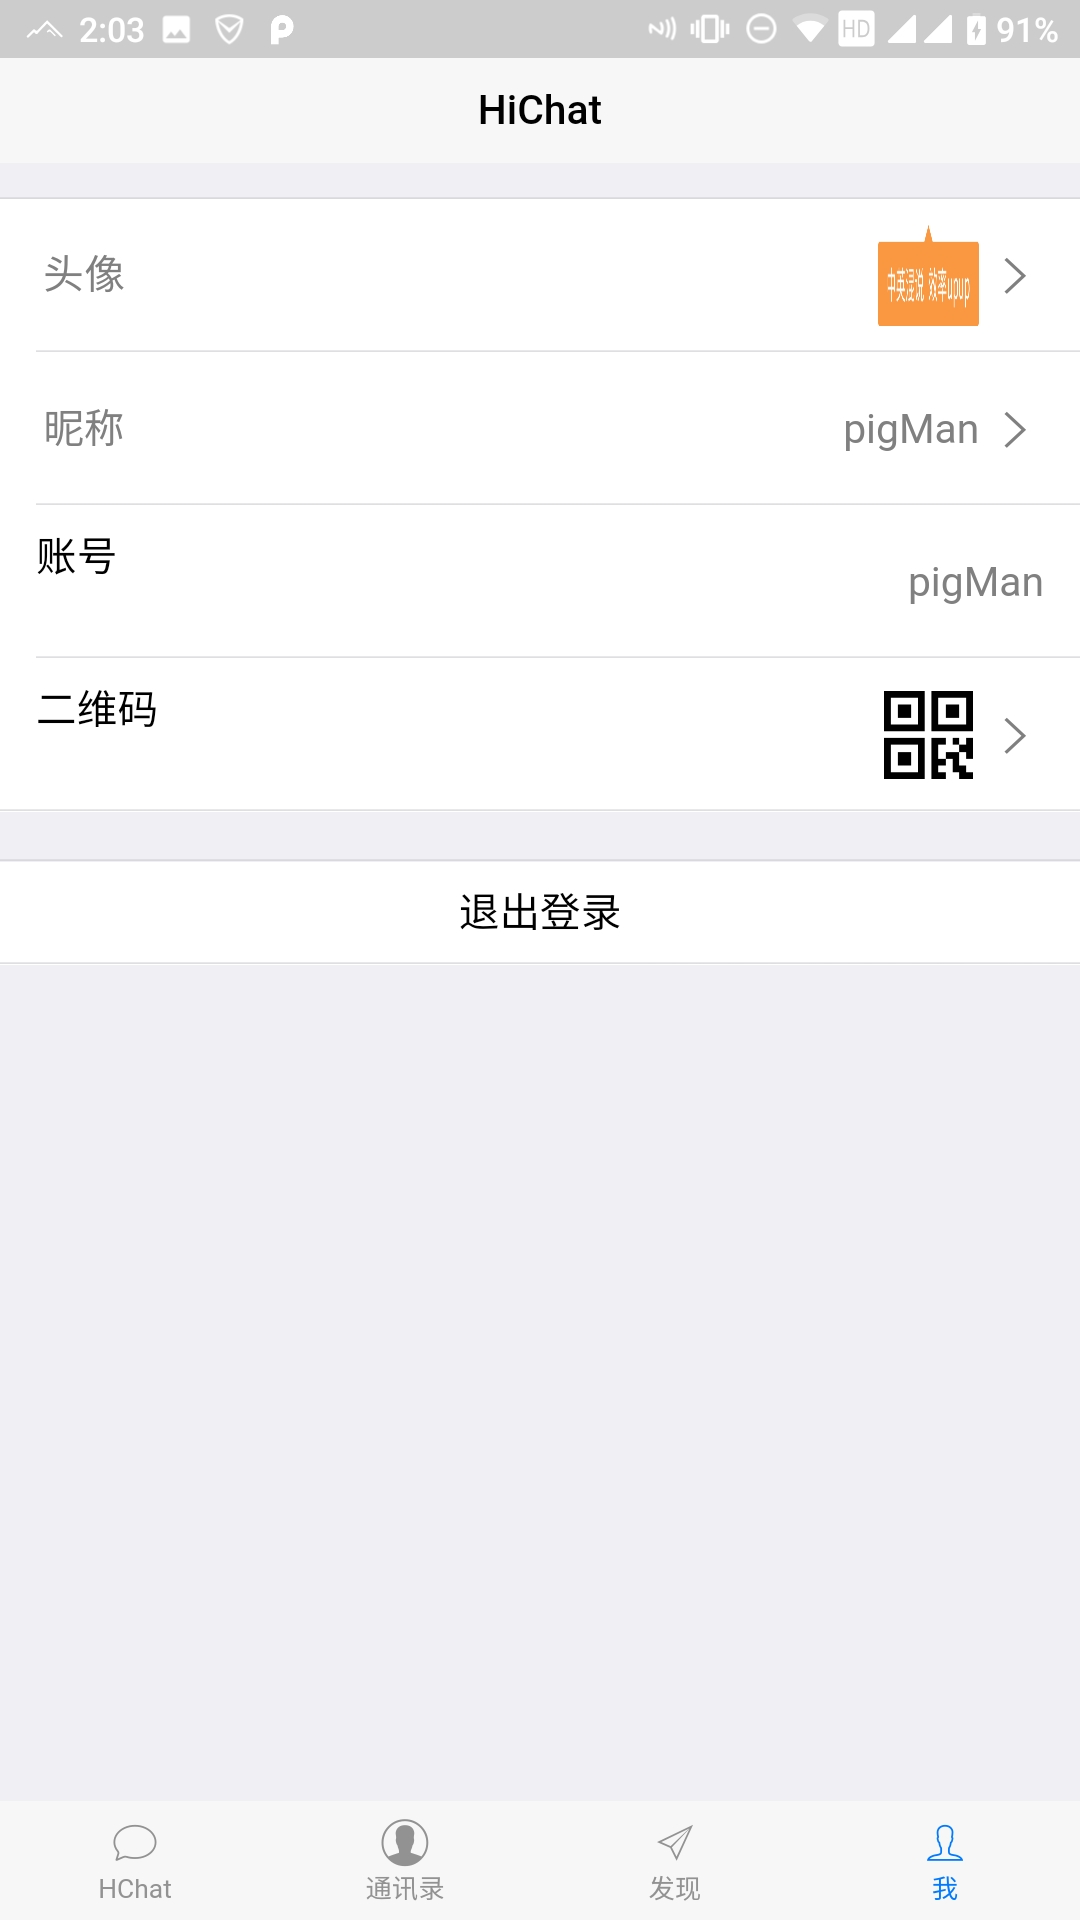 2:03 HD 91%
HiChat
头像
中英混说 效率upup
昵称 pigMan
账号 pigMan
二维码
退出登录
HChat 通讯录 发现 我